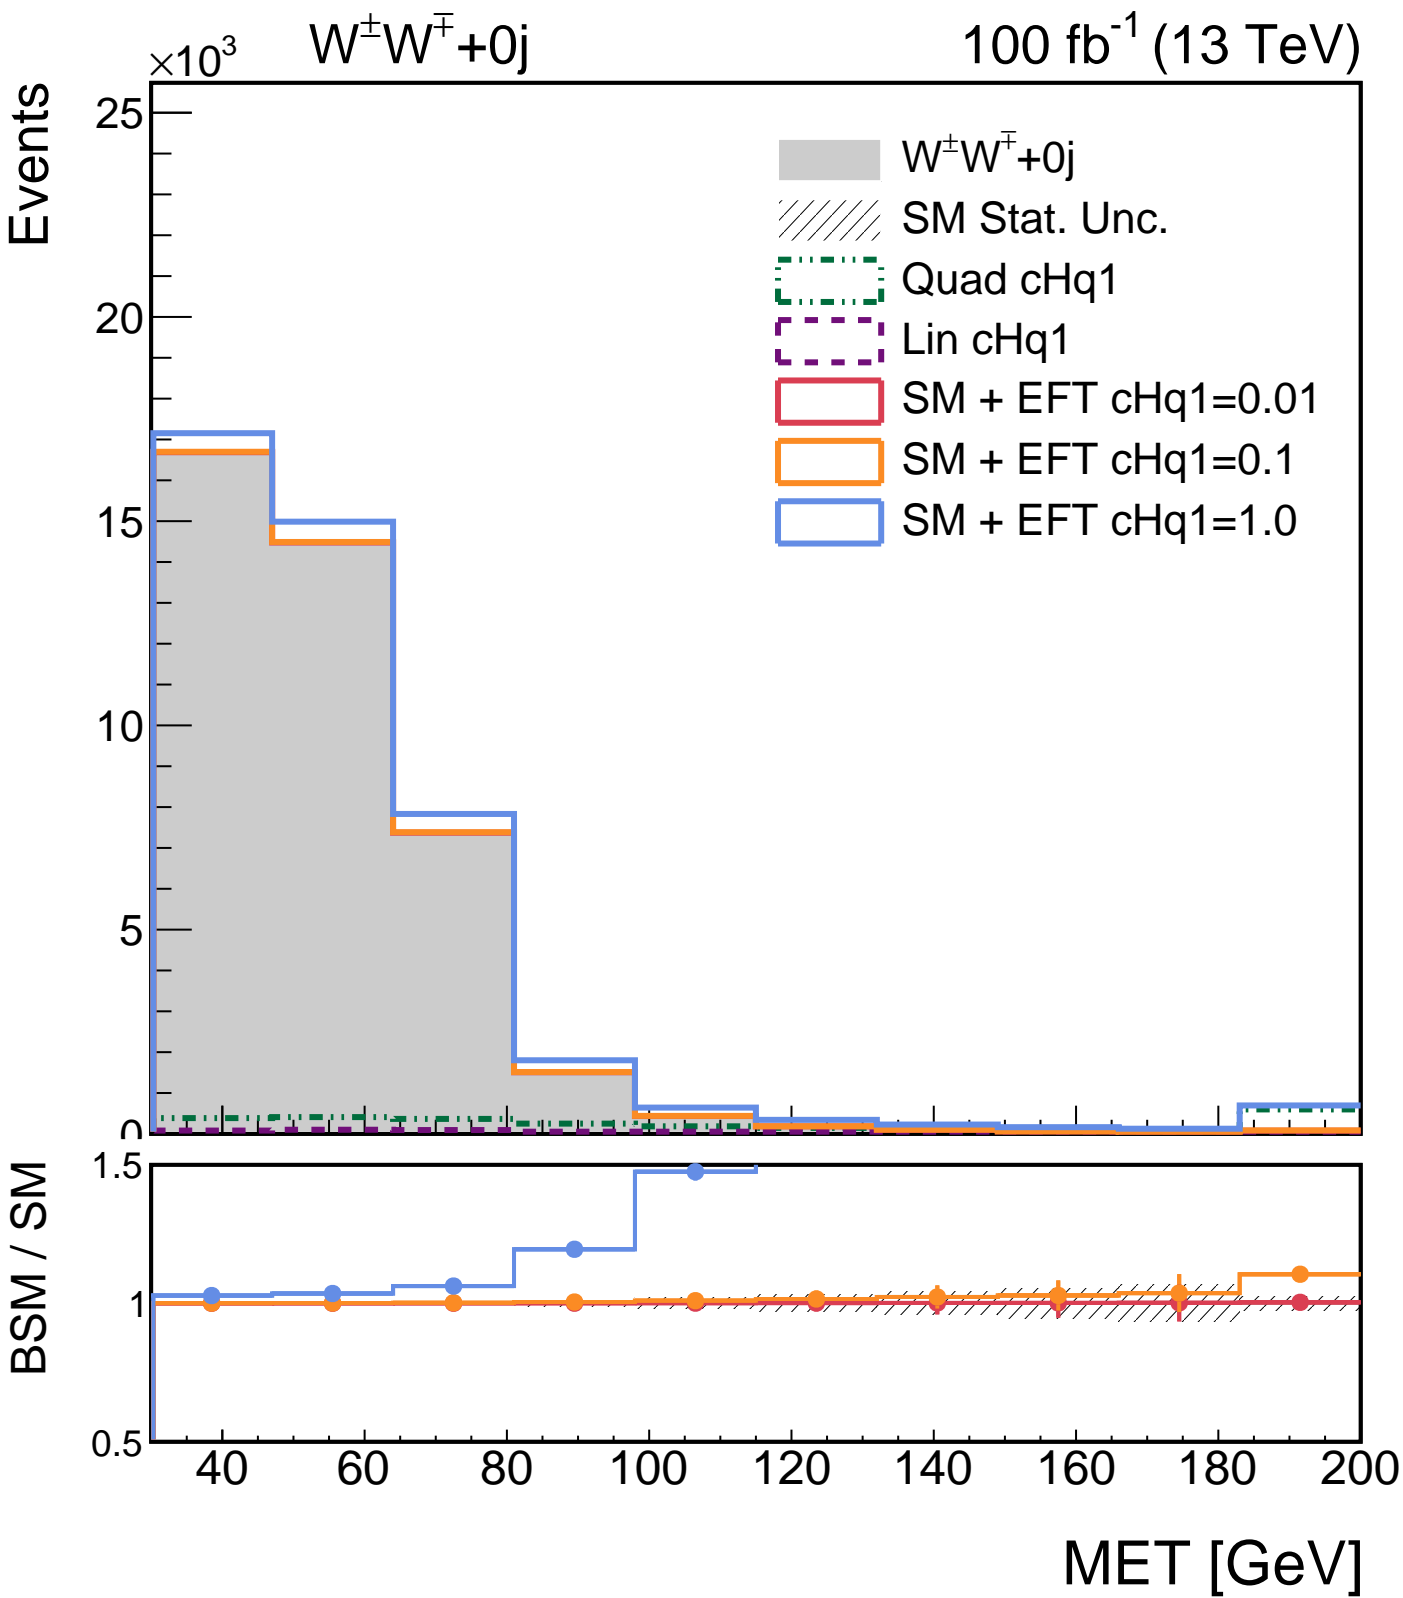 W±W∓+0j
100 fb-1 (13 TeV)
×10³
Events
25
20
15
10
5
0
W±W∓+0j
SM Stat. Unc.
Quad cHq1
Lin cHq1
SM + EFT cHq1=0.01
SM + EFT cHq1=0.1
SM + EFT cHq1=1.0
BSM / SM
1.5
1
0.5
40 60 80 100 120 140 160 180 200
MET [GeV]